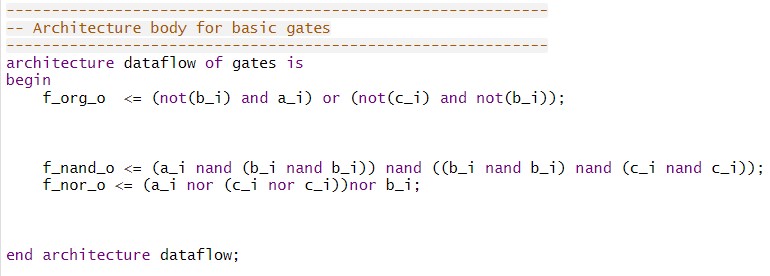 ------------------------------------------------------------
-- Architecture body for basic gates
------------------------------------------------------------
architecture dataflow of gates is
begin
    f_org_o  <= (not(b_i) and a_i) or (not(c_i) and not(b_i));
    f_nand_o <= (a_i nand (b_i nand b_i)) nand ((b_i nand b_i) nand (c_i nand c_i));
    f_nor_o <= (a_i nor (c_i nor c_i))nor b_i;
end architecture dataflow;